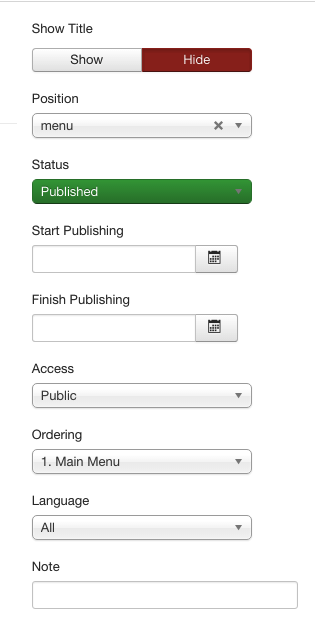 Show Title
Show Hide
Position
menu
Status
Published
Start Publishing
Finish Publishing
Access
Public
Ordering
1. Main Menu
Language
All
Note